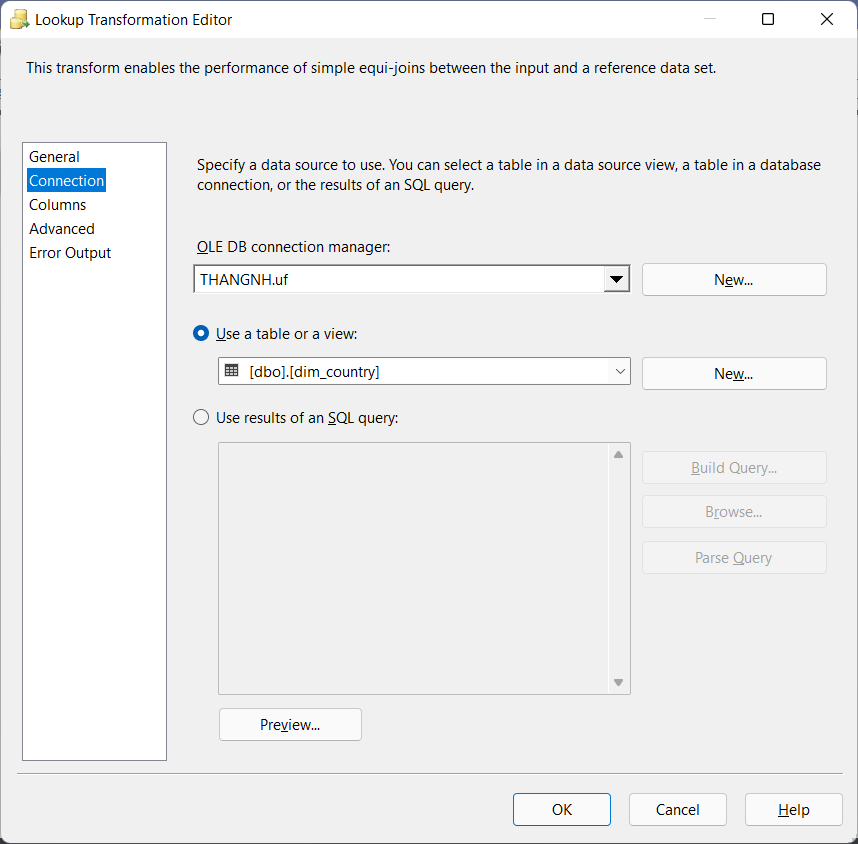 Lookup Transformation Editor
This transform enables the performance of simple equi-joins between the input and a reference data set.
General
Connection
Columns
Advanced
Error Output
Specify a data source to use. You can select a table in a data source view, a table in a database
connection, or the results of an SQL query.
OLE DB connection manager:
THANGNH.uf
New...
Use a table or a view:
[dbo].[dim_country]
New...
Use results of an SQL query:
Build Query...
Browse...
Parse Query
Preview...
OK
Cancel
Help